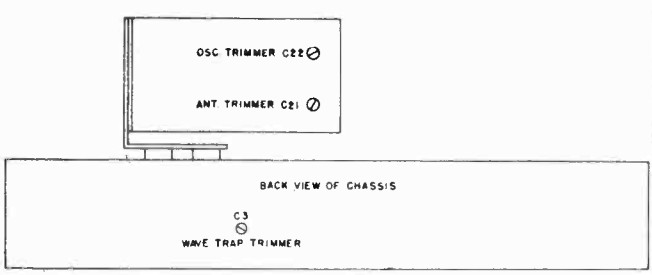 OSC TRIMMER C22
ANT. TRIMMER C21
BACK VIEW OF CHASSIS
C3
WAVE TRAP TRIMMER